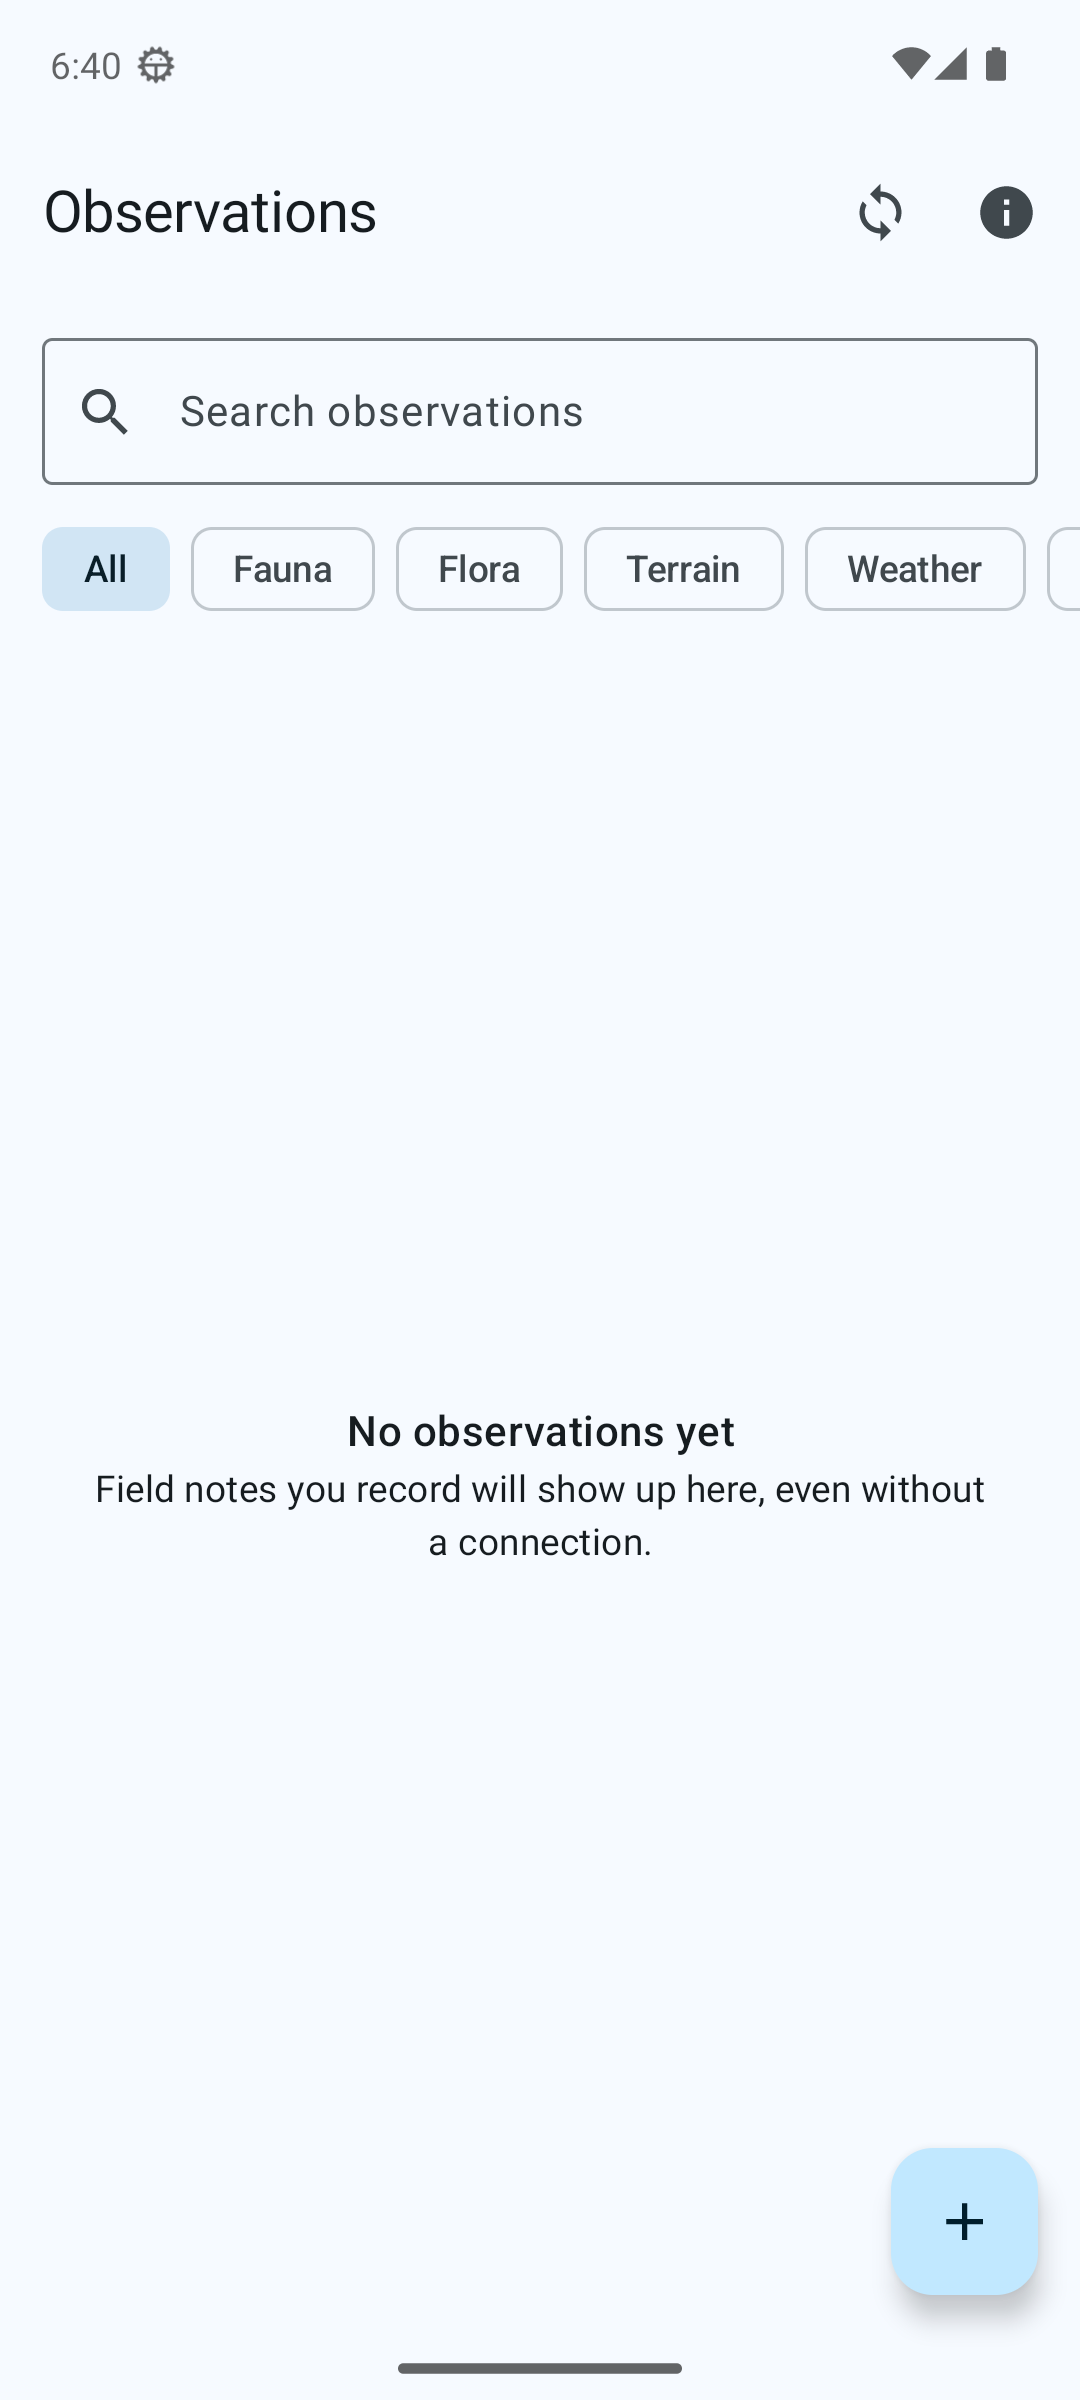 6:40
Observations
Search observations
All Fauna Flora Terrain Weather
No observations yet
Field notes you record will show up here, even without
a connection.